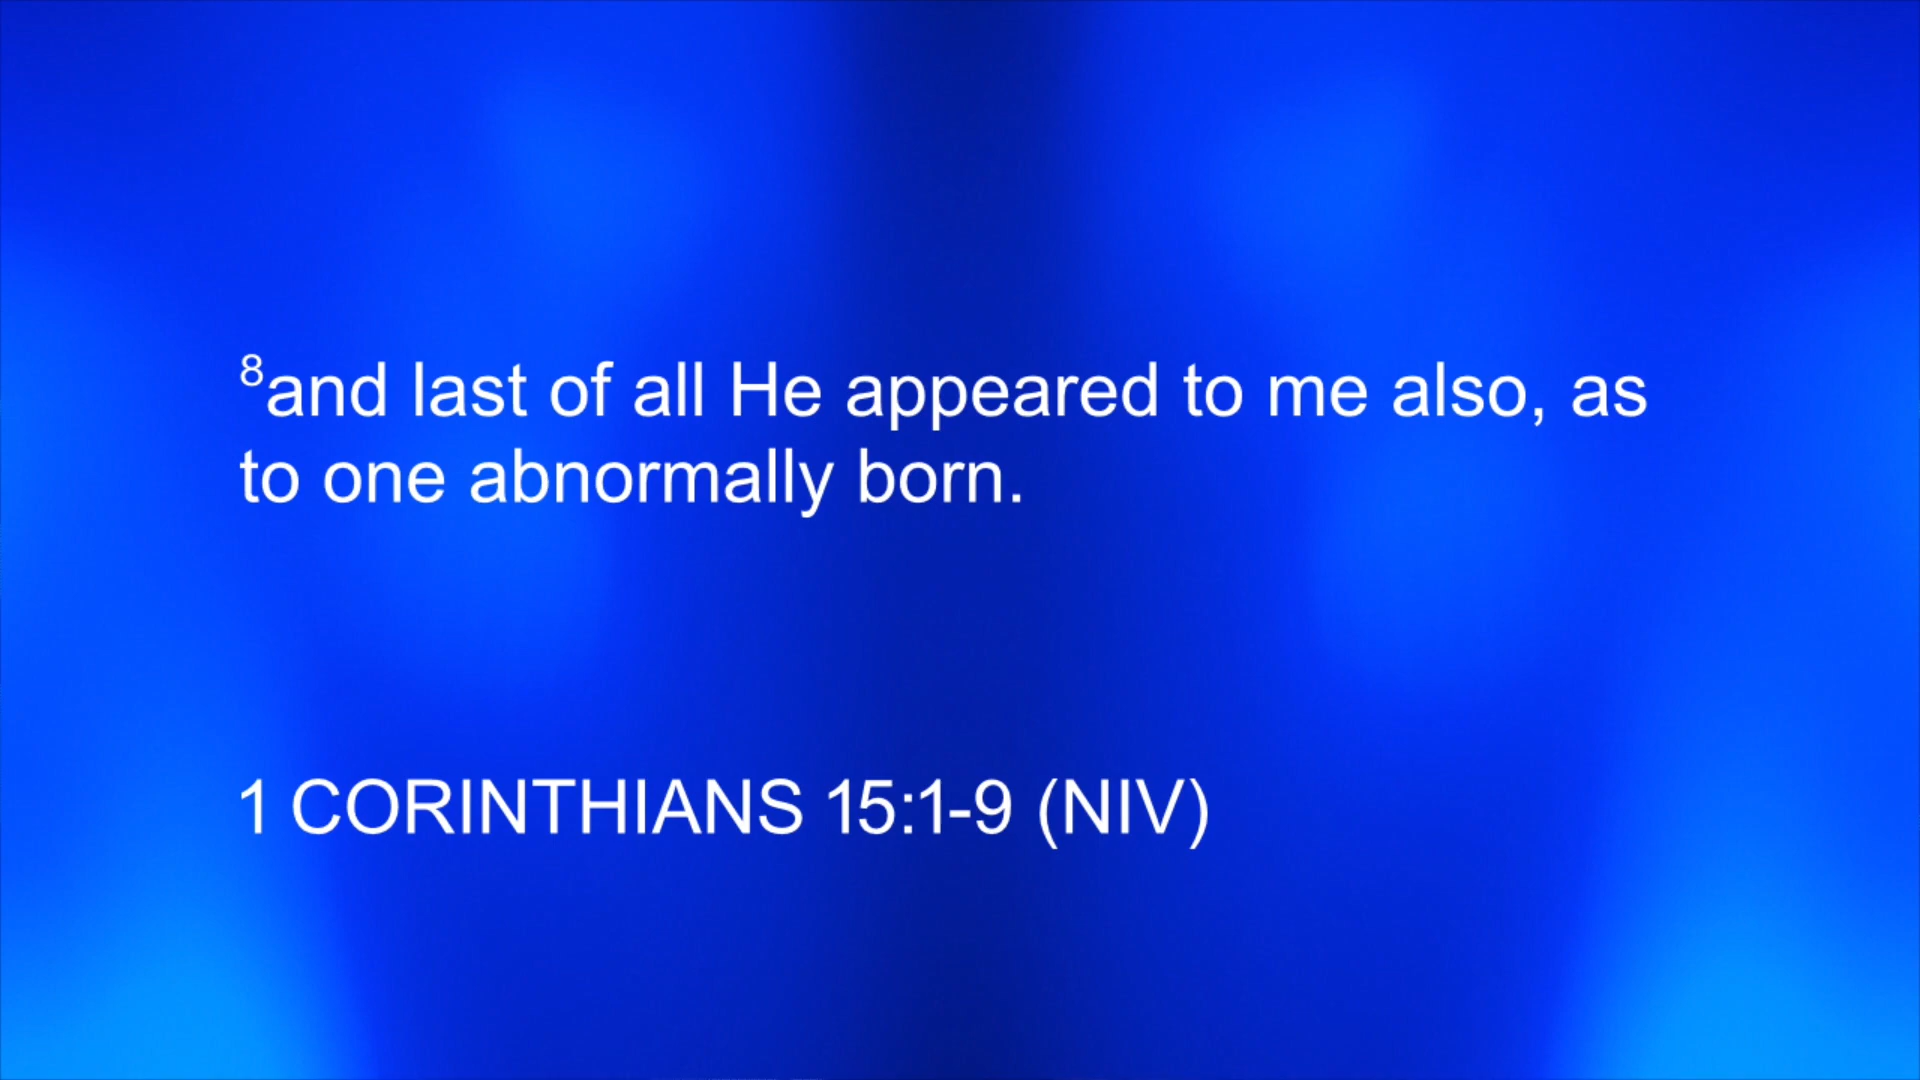 8and last of all He appeared to me also, as
to one abnormally born.
1 CORINTHIANS 15:1-9 (NIV)